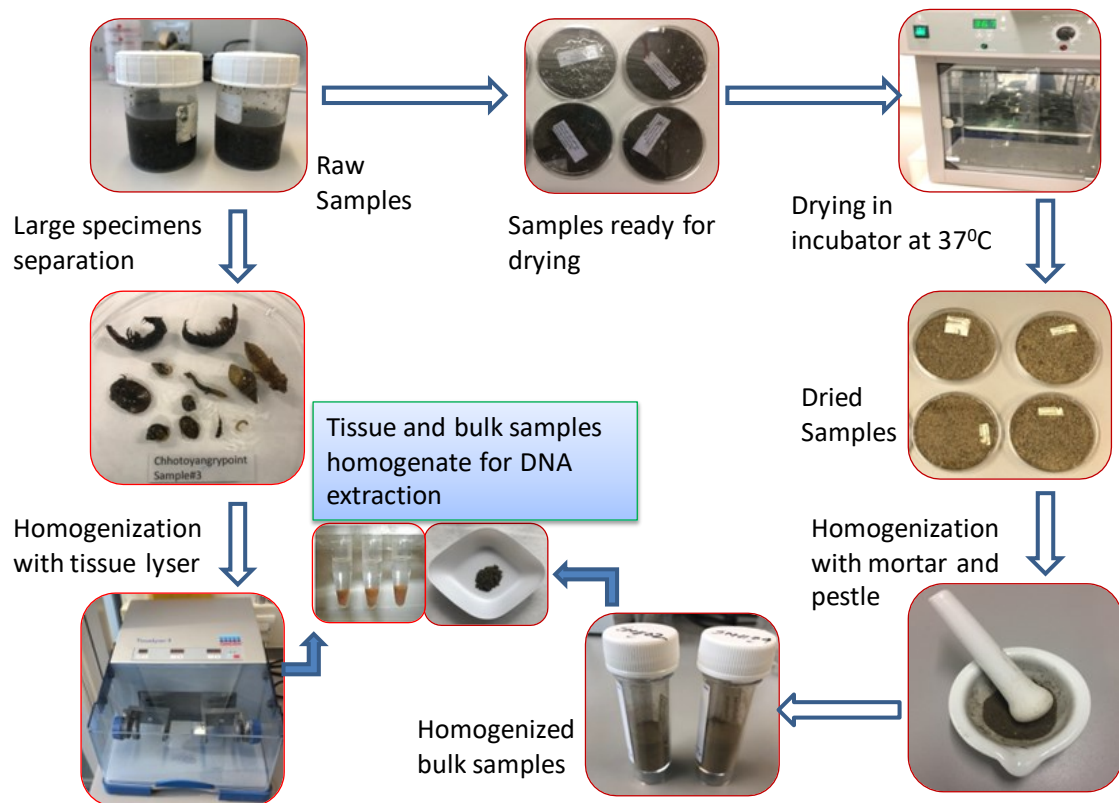 Raw
Samples
Large specimens
separation
Samples ready for
drying
Drying in
incubator at 37⁰C
Chhotoyangrypoint
Sample#3
Tissue and bulk samples
homogenate for DNA
extraction
Dried
Samples
Homogenization
with tissue lyser
Homogenization
with mortar and
pestle
Homogenized
bulk samples